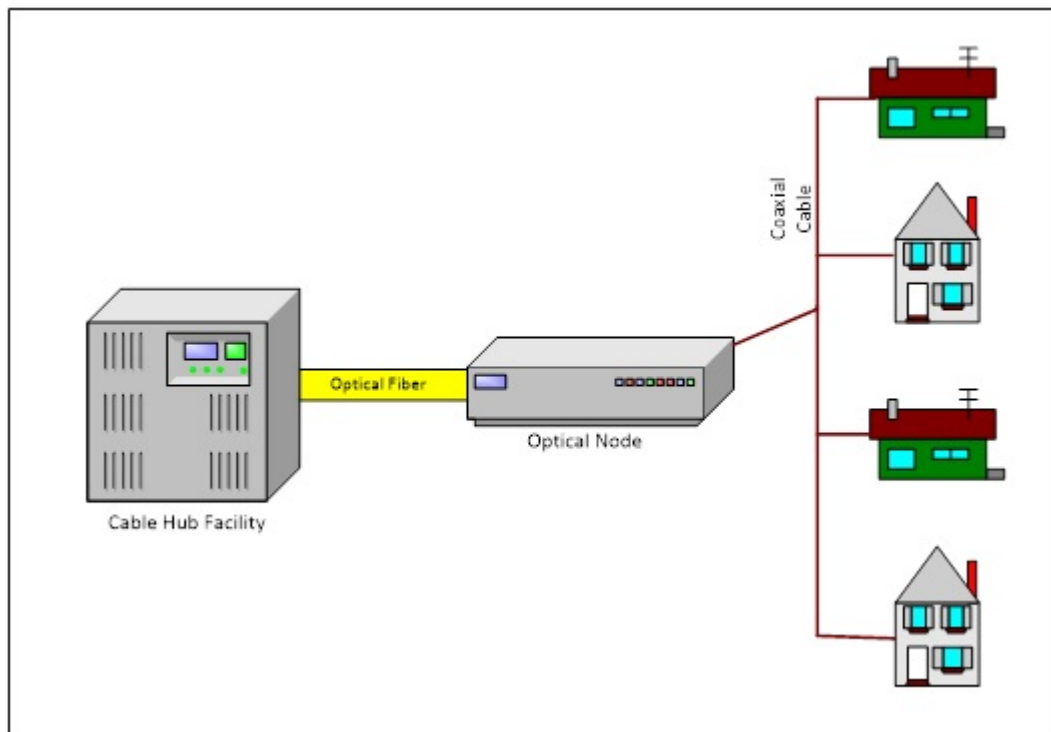 Coaxial
Cable
Optical Fiber
Optical Node
Cable Hub Facility